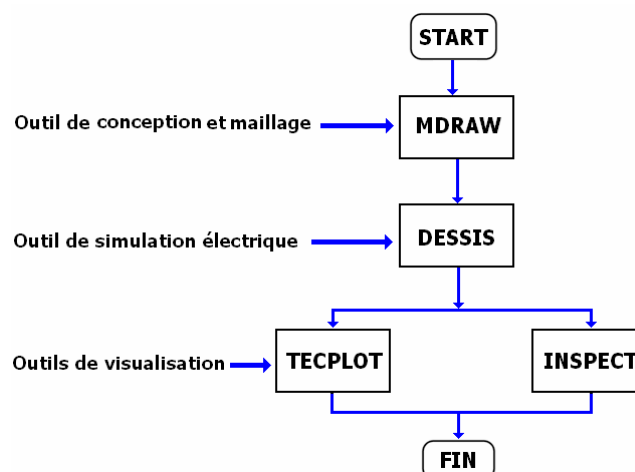 START
Outil de conception et maillage
MDRAW
Outil de simulation électrique
DESSIS
Outils de visualisation
TECPLOT
INSPECT
FIN